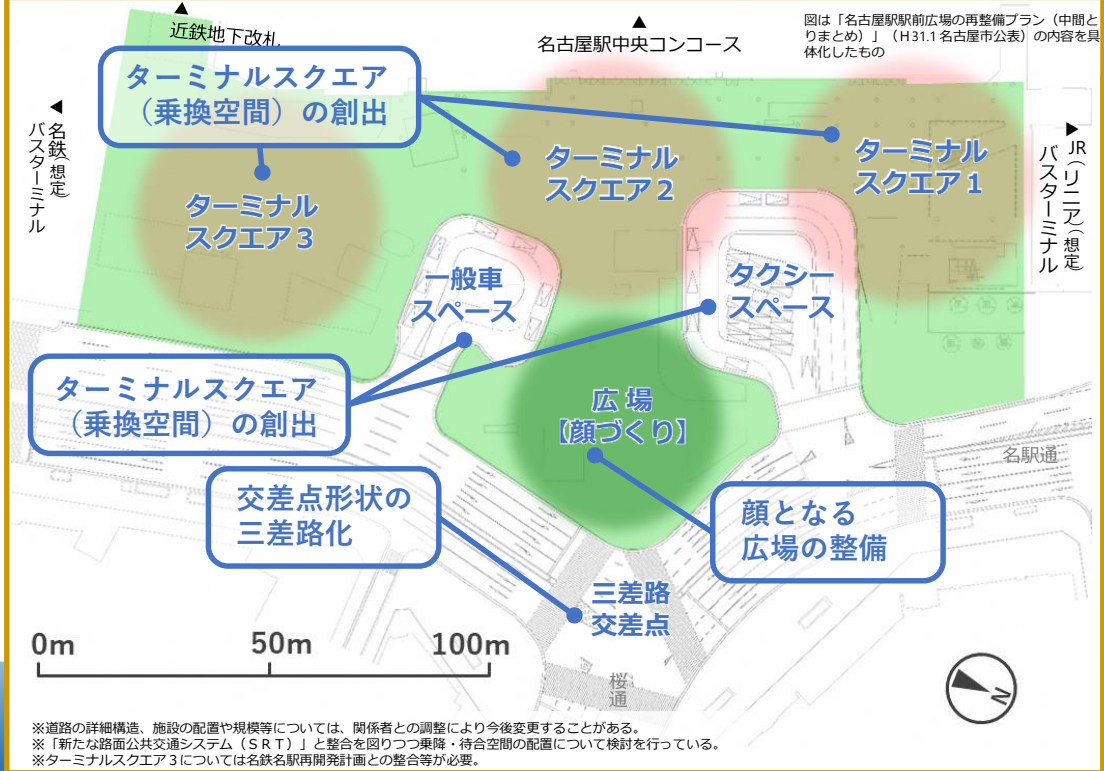 ▲
近鉄地下改札
▲
名古屋駅中央コンコース
図は「名古屋駅駅前広場の再整備プラン（中間と
りまとめ）」（H31.1名古屋市公表）の内容を具
体化したもの
ターミナルスクエア
（乗換空間）の創出
▲名鉄（想定）
バスターミナル
▲JR（リニア）（想定）
バスターミナル
ターミナル
スクエア３
ターミナル
スクエア２
ターミナル
スクエア１
一般車
スペース
タクシー
スペース
ターミナルスクエア
（乗換空間）の創出
広 場
【顔づくり】
名駅通
交差点形状の
三差路化
顔となる
広場の整備
三差路
交差点
0m
50m
100m
桜通
N
※道路の詳細構造、施設の配置や規模等については、関係者との調整により今後変更することがある。
※「新たな路面公共交通システム（ＳＲＴ）」と整合を図りつつ乗降・待合空間の配置について検討を行っている。
※ターミナルスクエア３については名鉄名駅再開発計画との整合等が必要。